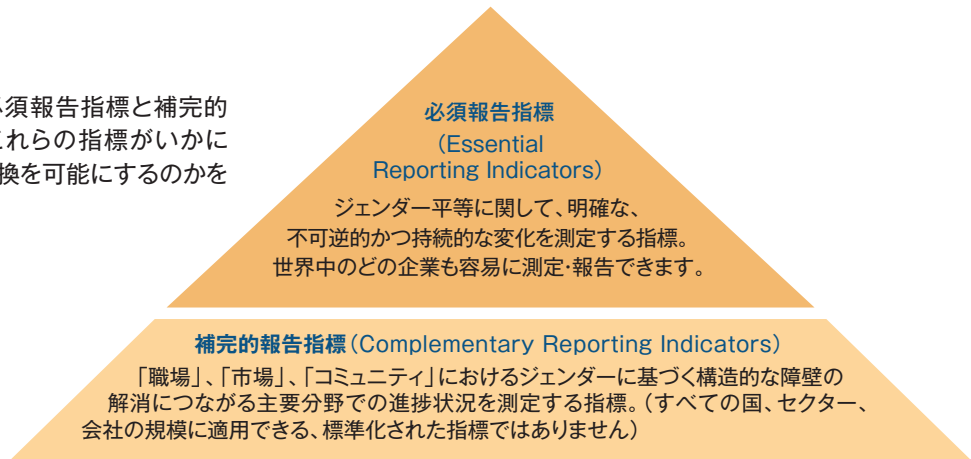 須報告指標と補完的
れらの指標がいかに
換を可能にするのかを
必須報告指標
（Essential
Reporting Indicators）
ジェンダー平等に関して、明確な、
不可逆的かつ持続的な変化を測定する指標。
世界中のどの企業も容易に測定・報告できます。
補完的報告指標（Complementary Reporting Indicators）
「職場」、「市場」、「コミュニティ」におけるジェンダーに基づく構造的な障壁の
解消につながる主要分野での進捗状況を測定する指標。（すべての国、セクター、
会社の規模に適用できる、標準化された指標ではありません）